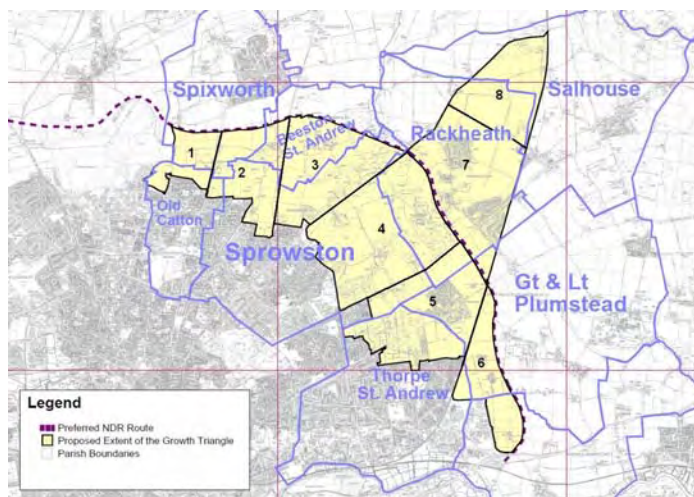 Spixworth
Salhouse
8
Beeston
St. Andrew
Rackheath
1
2
3
7
Old
Catton
4
Sprowston
Gt & Lt
Plumstead
5
6
Thorpe
St. Andrew
Legend
Preferred NDR Route
Proposed Extent of the Growth Triangle
Parish Boundaries